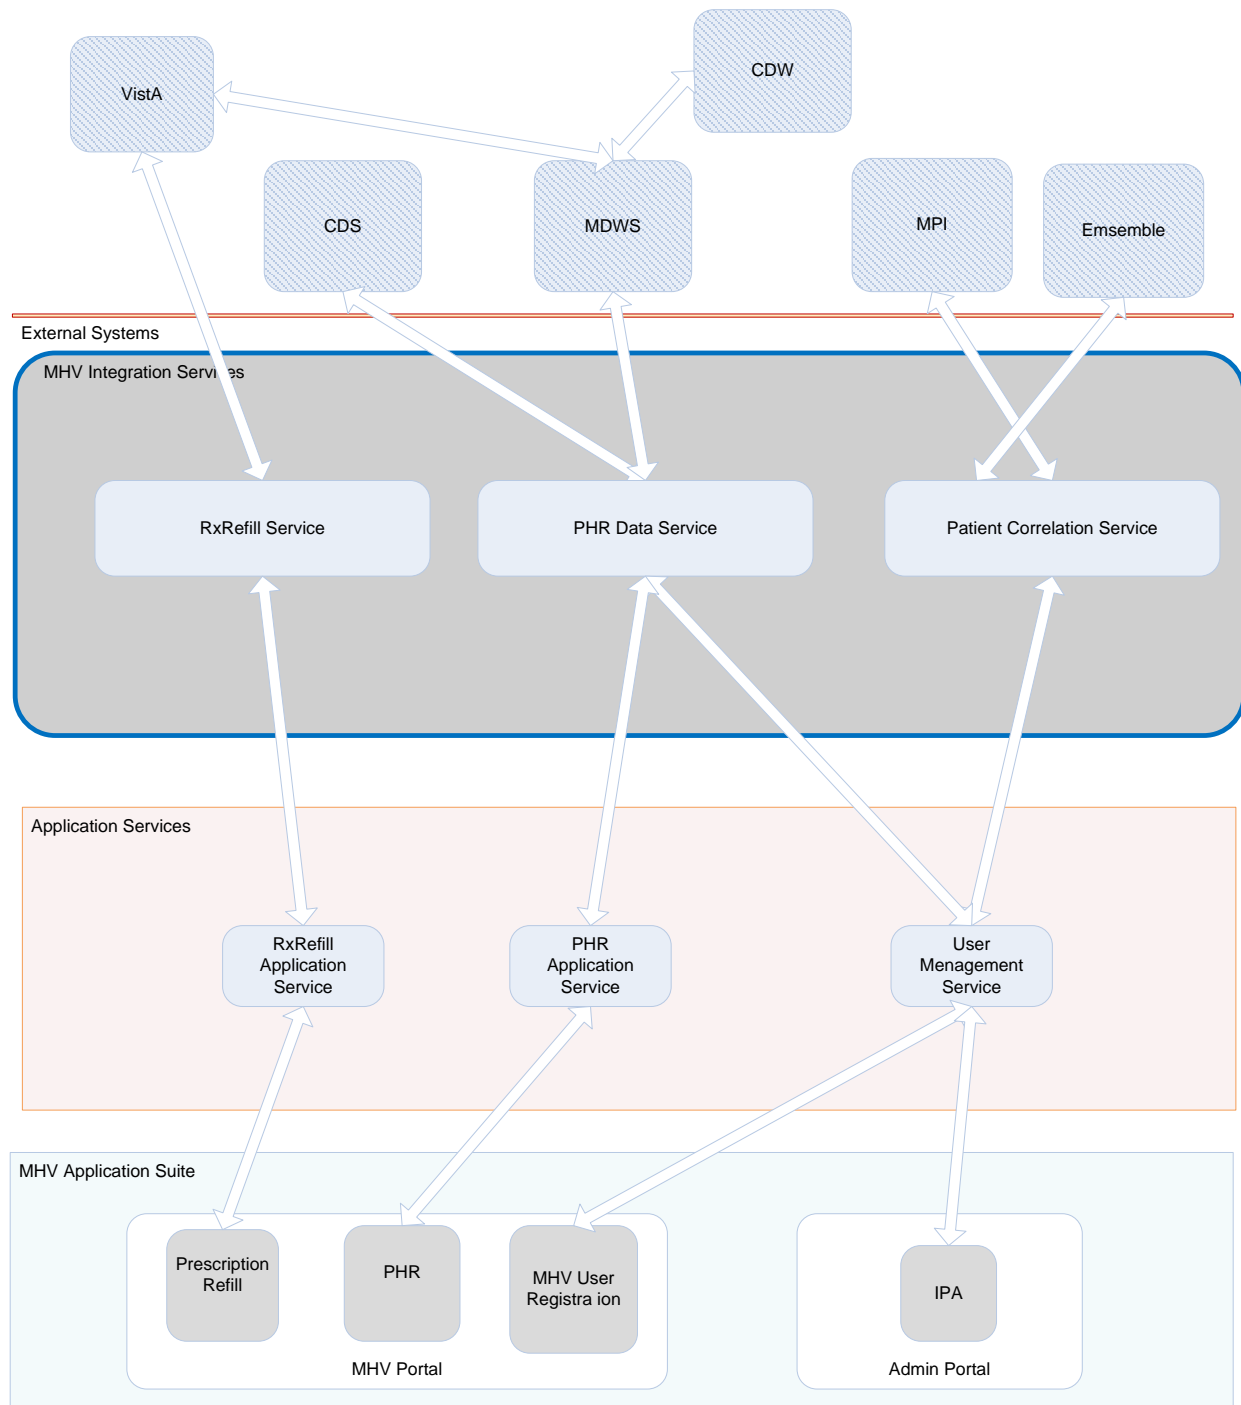 CDW
VistA
CDS
MDWS
MPI
Emsemble
External Systems
MHV Integration Services
RxRefill Service
PHR Data Service
Patient Correlation Service
Application Services
RxRefill
Application
Service
PHR
Application
Service
User
Menagement
Service
MHV Application Suite
Prescription
Refill
PHR
MHV User
Registra ion
IPA
MHV Portal
Admin Portal